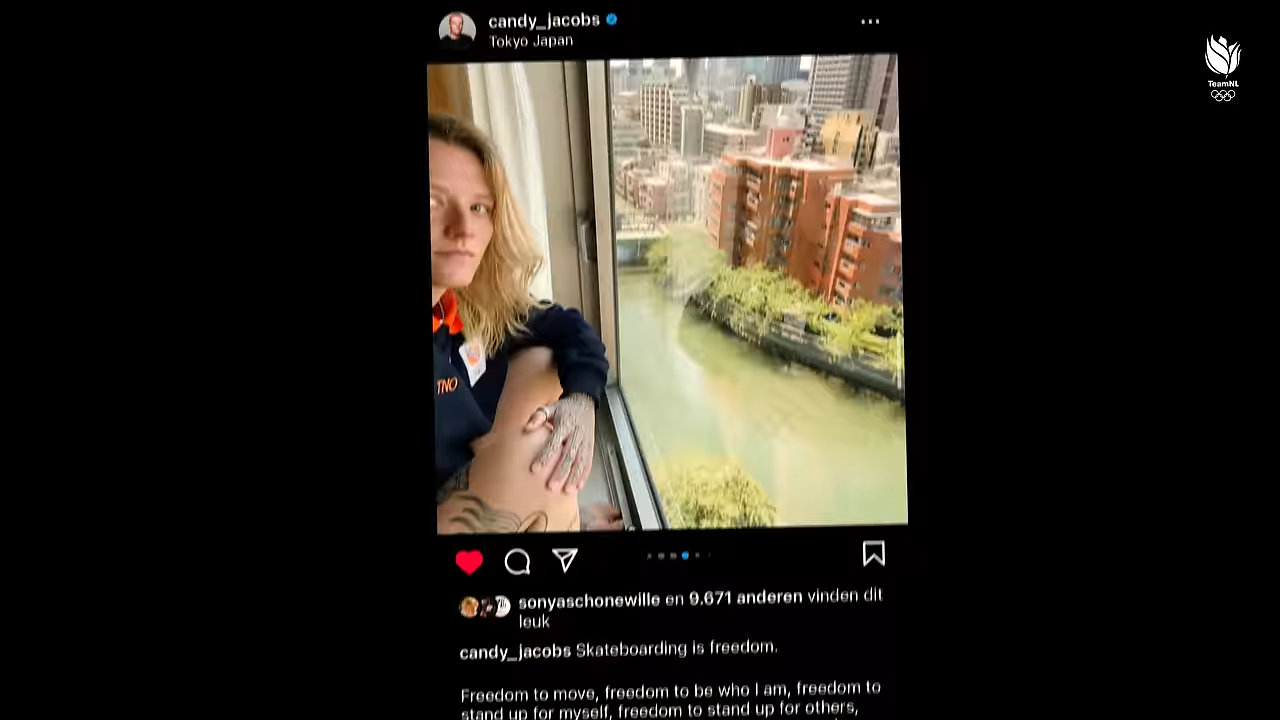 candy_jacobs
Tokyo Japan
TeamNL
TNO
sonyaschonewille en 9.671 anderen vinden dit
leuk
candy_jacobs Skateboarding is freedom.
Freedom to move, freedom to be who I am, freedom to
stand up for myself, freedom to stand up for others,